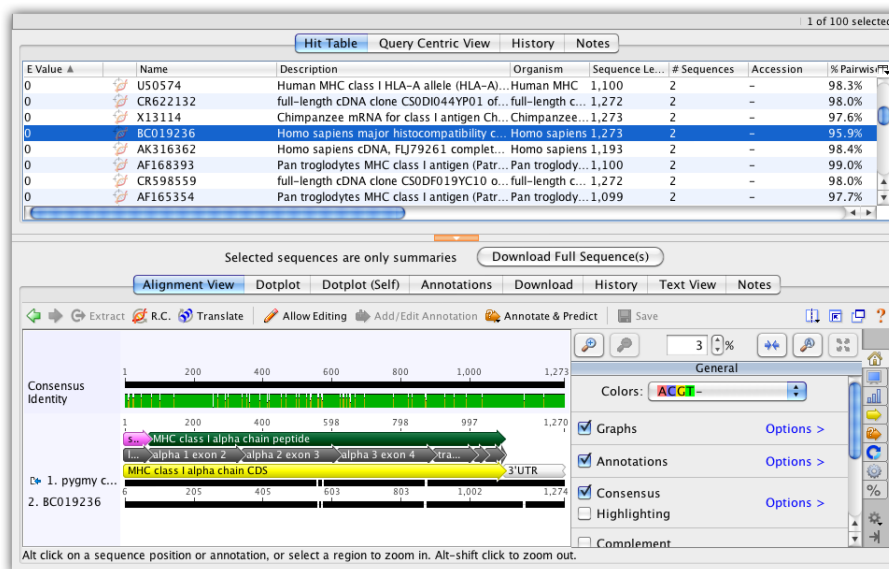 1 of 100 selected
Hit Table Query Centric View History Notes
E Value Name Description Organism Sequence Le... # Sequences Accession % Pairwis
0 U50574 Human MHC class I HLA-A allele (HLA-A)... Human MHC 1,100 2 - 98.3%
0 CR622132 full-length cDNA clone CS0DI044YP01 of... full-length c... 1,272 2 - 98.0%
0 X13114 Chimpanzee mRNA for class I antigen Ch... Chimpanzee... 1,273 2 - 97.6%
0 BC019236 Homo sapiens major histocompatibility c... Homo sapiens 1,273 2 - 95.9%
0 AK316362 Homo sapiens cDNA, FLJ79261 complet... Homo sapiens 1,193 2 - 98.4%
0 AF168393 Pan troglodytes MHC class I antigen (Patr... Pan troglody... 1,100 2 - 99.0%
0 CR598559 full-length cDNA clone CS0DF019YC10 o... full-length c... 1,272 2 - 98.0%
0 AF165354 Pan troglodytes MHC class I antigen (Patr... Pan troglody... 1,099 2 - 97.7%
Selected sequences are only summaries Download Full Sequence(s)
Alignment View Dotplot Dotplot (Self) Annotations Download History Text View Notes
Extract R.C. Translate Allow Editing Add/Edit Annotation Annotate & Predict Save ?
3 %
General
1 200 400 600 800 1,000 1,273
Colors: ACGT-
Consensus
Identity
1 200 400 598 798 997 1,270
Graphs Options >
s... MHC class I alpha chain peptide
l... alpha 1 exon 2 alpha 2 exon 3 alpha 3 exon 4 tra...
Annotations Options >
MHC class I alpha chain CDS 3'UTR
1. pygmy c...
6 205 405 603 803 1,002 1,274
2. BC019236
Consensus Options >
Highlighting
Complement
%
Alt click on a sequence position or annotation, or select a region to zoom in. Alt-shift click to zoom out.